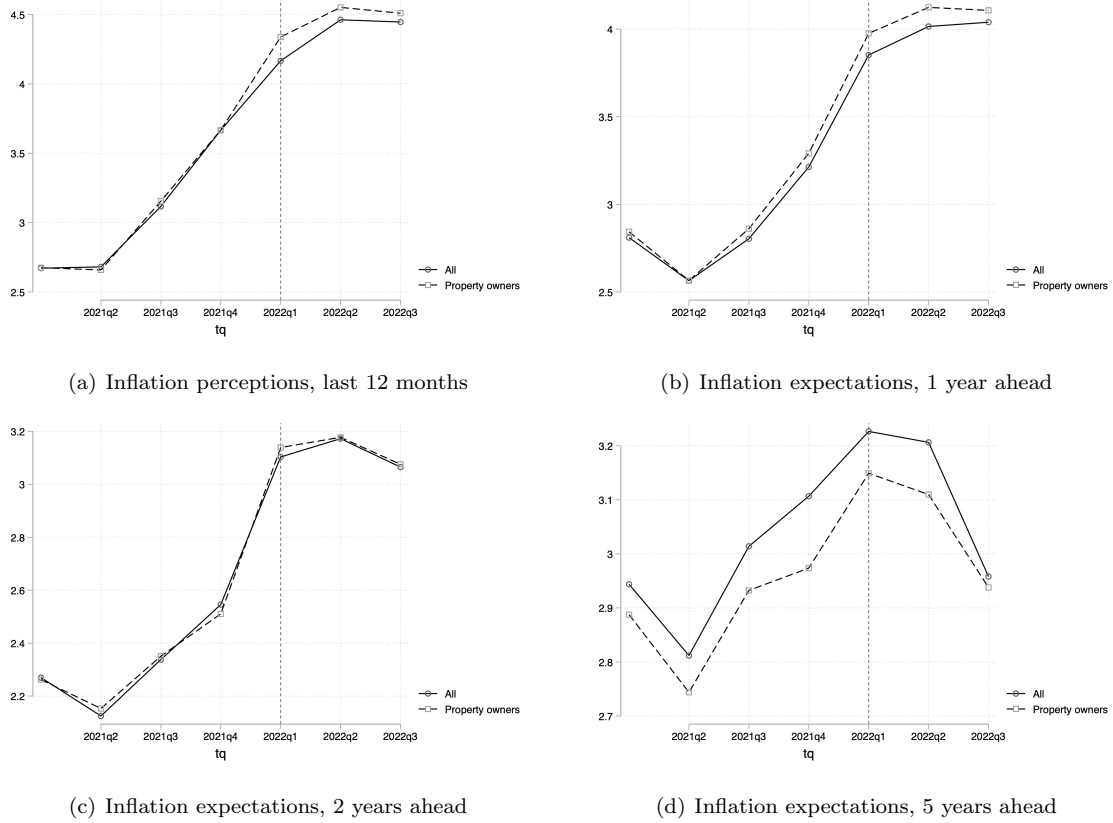 4.5
4
3.5
3
2.5
2021q2 2021q3 2021q4 2022q1 2022q2 2022q3
tq
All
Property owners
(a) Inflation perceptions, last 12 months
4
3.5
3
2.5
2021q2 2021q3 2021q4 2022q1 2022q2 2022q3
tq
All
Property owners
(b) Inflation expectations, 1 year ahead
3.2
3
2.8
2.6
2.4
2.2
2021q2 2021q3 2021q4 2022q1 2022q2 2022q3
tq
All
Property owners
(c) Inflation expectations, 2 years ahead
3.2
3.1
3
2.9
2.8
2.7
2021q2 2021q3 2021q4 2022q1 2022q2 2022q3
tq
All
Property owners
(d) Inflation expectations, 5 years ahead